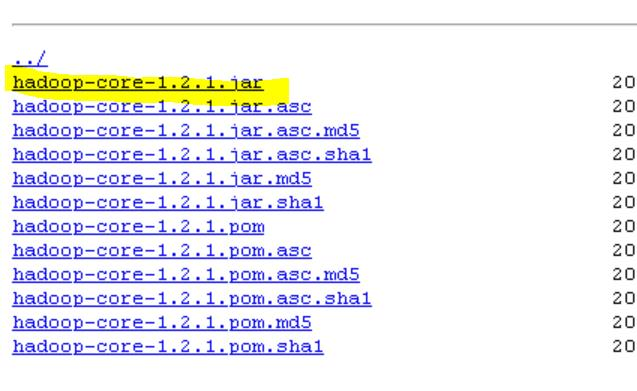 ../
hadoop-core-1.2.1.jar 20
hadoop-core-1.2.1.jar.asc 20
hadoop-core-1.2.1.jar.asc.md5 20
hadoop-core-1.2.1.jar.asc.sha1 20
hadoop-core-1.2.1.jar.md5 20
hadoop-core-1.2.1.jar.sha1 20
hadoop-core-1.2.1.pom 20
hadoop-core-1.2.1.pom.asc 20
hadoop-core-1.2.1.pom.asc.md5 20
hadoop-core-1.2.1.pom.asc.sha1 20
hadoop-core-1.2.1.pom.md5 20
hadoop-core-1.2.1.pom.sha1 20